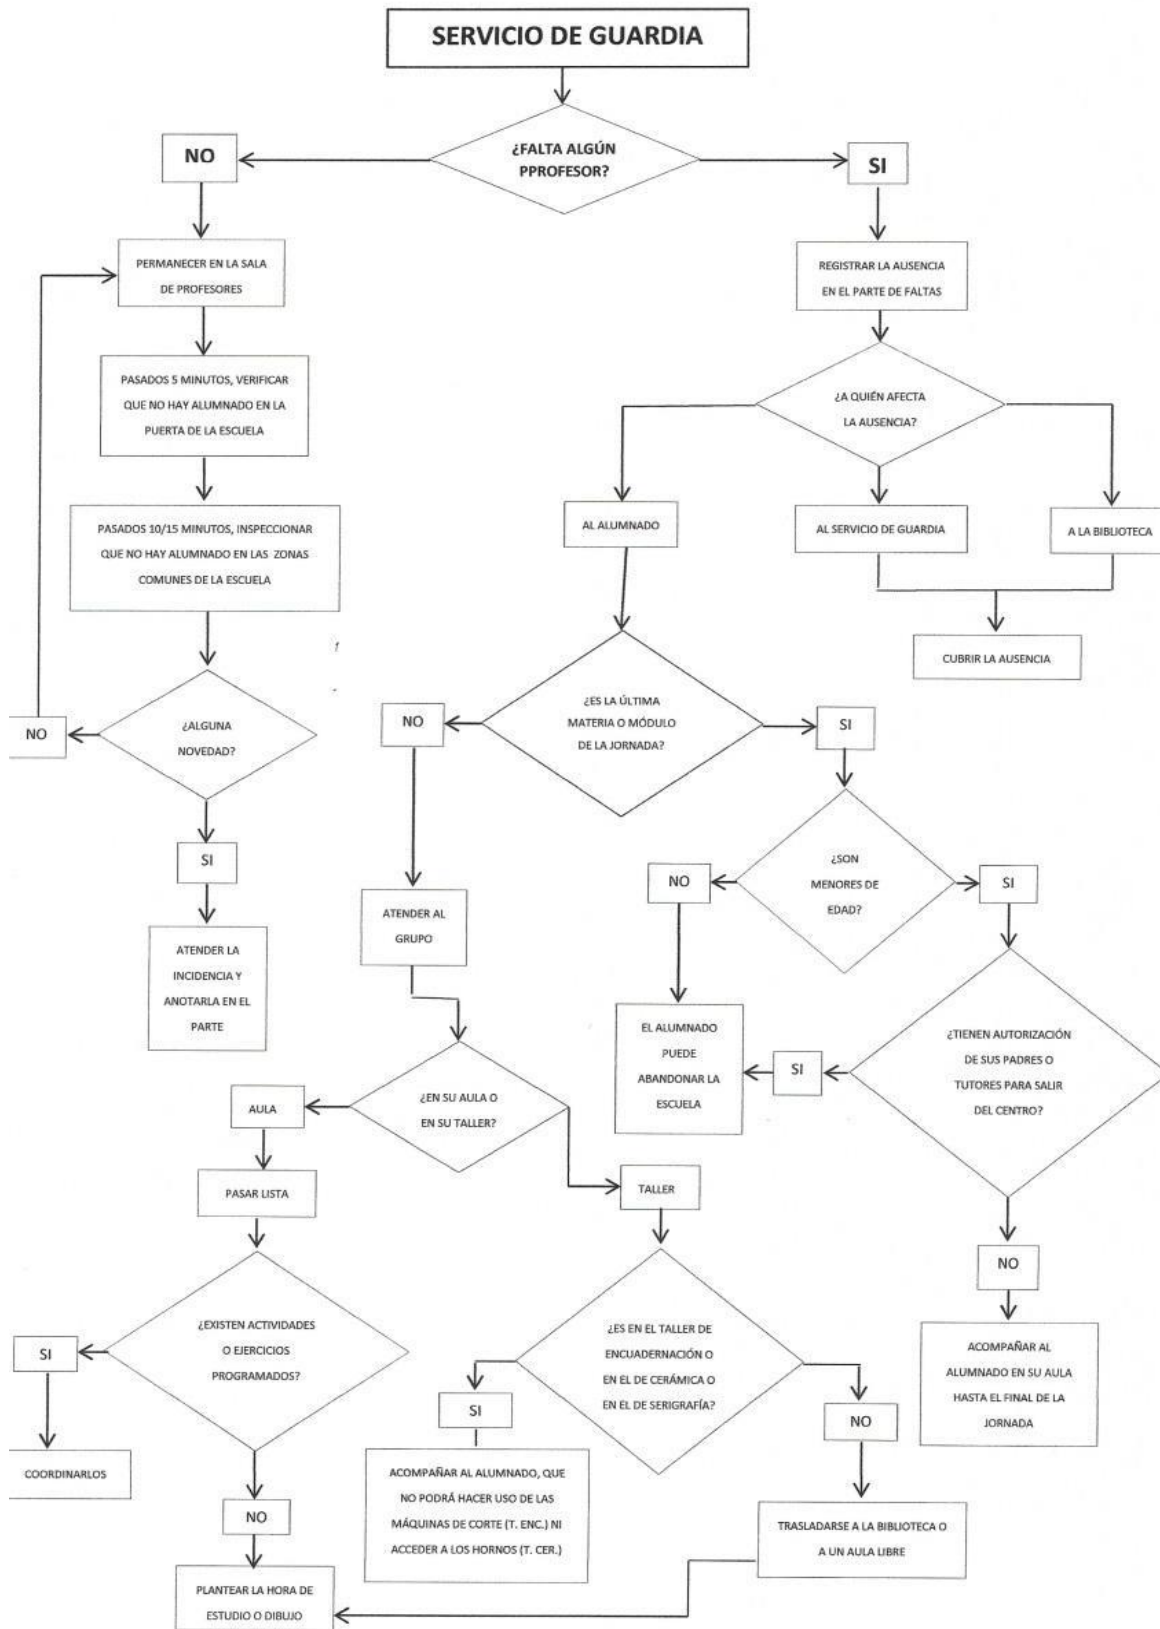 SERVICIO DE GUARDIA
¿FALTA ALGÚN
PPROFESOR?
NO
SI
PERMANECER EN LA SALA
DE PROFESORES
REGISTRAR LA AUSENCIA
EN EL PARTE DE FALTAS
PASADOS 5 MINUTOS, VERIFICAR
QUE NO HAY ALUMNADO EN LA
PUERTA DE LA ESCUELA
¿A QUIÉN AFECTA
LA AUSENCIA?
PASADOS 10/15 MINUTOS, INSPECCIONAR
QUE NO HAY ALUMNADO EN LAS ZONAS
COMUNES DE LA ESCUELA
AL ALUMNADO
AL SERVICIO DE GUARDIA
A LA BIBLIOTECA
CUBRIR LA AUSENCIA
¿ALGUNA
NOVEDAD?
NO
¿ES LA ÚLTIMA
MATERIA O MÓDULO
DE LA JORNADA?
NO
SI
SI
¿SON
MENORES DE
EDAD?
NO
SI
ATENDER AL
GRUPO
ATENDER LA
INCIDENCIA Y
ANOTARLA EN EL
PARTE
EL ALUMNADO
PUEDE
ABANDONAR LA
ESCUELA
SI
¿TIENEN AUTORIZACIÓN
DE SUS PADRES O
TUTORES PARA SALIR
DEL CENTRO?
¿EN SU AULA O
EN SU TALLER?
AULA
TALLER
PASAR LISTA
NO
¿EXISTEN ACTIVIDADES
O EJERCICIOS
PROGRAMADOS?
SI
¿ES EN EL TALLER DE
ENCUADERNACIÓN O
EN EL DE CERÁMICA O
EN EL DE SERIGRAFÍA?
SI
NO
ACOMPAÑAR AL
ALUMNADO EN SU AULA
HASTA EL FINAL DE LA
JORNADA
COORDINARLOS
NO
ACOMPAÑAR AL ALUMNADO, QUE
NO PODRÁ HACER USO DE LAS
MÁQUINAS DE CORTE (T. ENC.) NI
ACCEDER A LOS HORNOS (T. CER.)
TRASLADARSE A LA BIBLIOTECA O
A UN AULA LIBRE
PLANTEAR LA HORA DE
ESTUDIO O DIBUJO